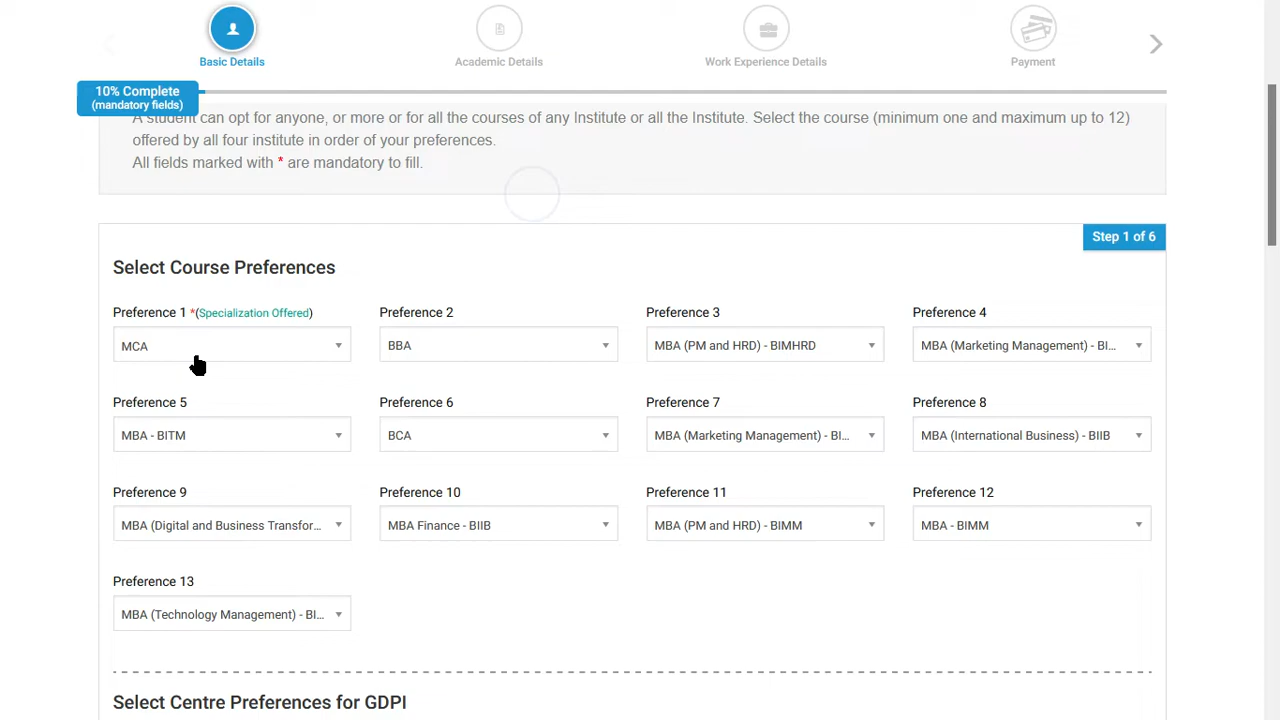 Basic Details
Academic Details
Work Experience Details
Payment
10% Complete
(mandatory fields)
A student can opt for anyone, or more or for all the courses of any Institute or all the Institute. Select the course (minimum one and maximum up to 12)
offered by all four institute in order of your preferences.
All fields marked with * are mandatory to fill.
Step 1 of 6
Select Course Preferences
Preference 1 *(Specialization Offered)
Preference 2
Preference 3
Preference 4
MCA
BBA
MBA (PM and HRD) - BIMHRD
MBA (Marketing Management) - BI...
Preference 5
Preference 6
Preference 7
Preference 8
MBA - BITM
BCA
MBA (Marketing Management) - BI...
MBA (International Business) - BIIB
Preference 9
Preference 10
Preference 11
Preference 12
MBA (Digital and Business Transfor...
MBA Finance - BIIB
MBA (PM and HRD) - BIMM
MBA - BIMM
Preference 13
MBA (Technology Management) - BI...
Select Centre Preferences for GDPI